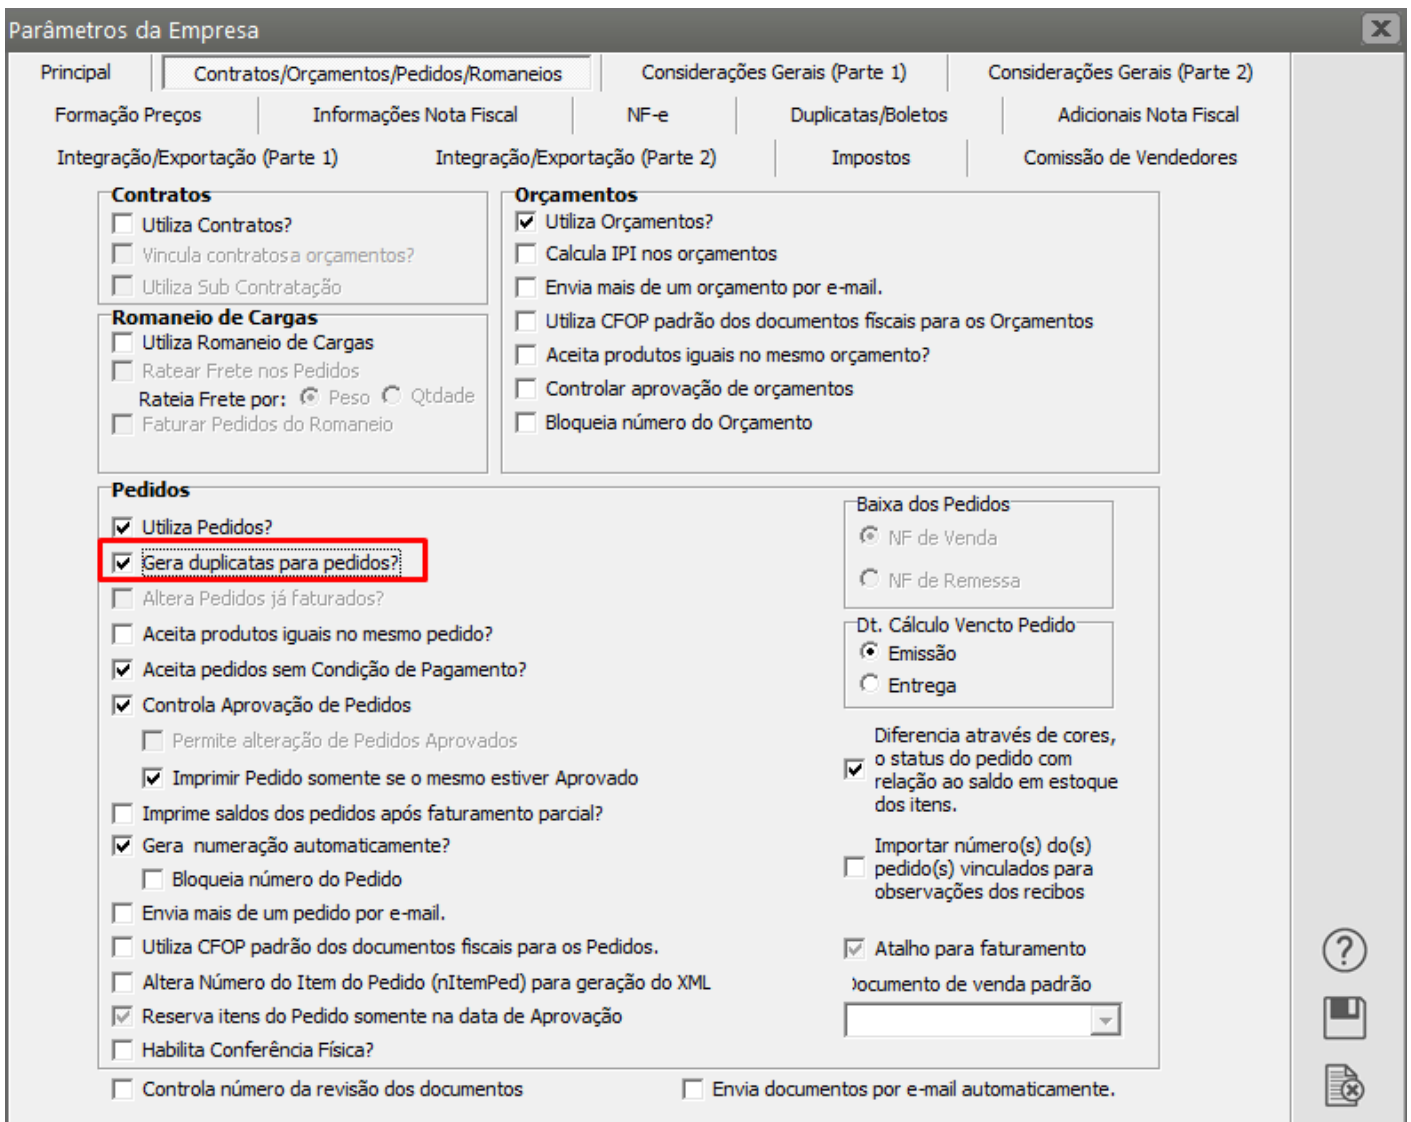 Parâmetros da Empresa
Principal
Contratos/Orçamentos/Pedidos/Romaneios
Considerações Gerais (Parte 1)
Considerações Gerais (Parte 2)
Formação Preços
Informações Nota Fiscal
NF-e
Duplicatas/Boletos
Adicionais Nota Fiscal
Integração/Exportação (Parte 1)
Integração/Exportação (Parte 2)
Impostos
Comissão de Vendedores
Contratos
Utiliza Contratos?
Vincula contratosa orçamentos?
Utiliza Sub Contratação
Romaneio de Cargas
Utiliza Romaneio de Cargas
Ratear Frete nos Pedidos
Rateia Frete por: Peso Qtdade
Faturar Pedidos do Romaneio
Orçamentos
Utiliza Orçamentos?
Calcula IPI nos orçamentos
Envia mais de um orçamento por e-mail.
Utiliza CFOP padrão dos documentos físcais para os Orçamentos
Aceita produtos iguais no mesmo orçamento?
Controlar aprovação de orçamentos
Bloqueia número do Orçamento
Pedidos
Utiliza Pedidos?
Gera duplicatas para pedidos?
Altera Pedidos já faturados?
Aceita produtos iguais no mesmo pedido?
Aceita pedidos sem Condição de Pagamento?
Controla Aprovação de Pedidos
Permite alteração de Pedidos Aprovados
Imprimir Pedido somente se o mesmo estiver Aprovado
Imprime saldos dos pedidos após faturamento parcial?
Gera numeração automaticamente?
Bloqueia número do Pedido
Envia mais de um pedido por e-mail.
Utiliza CFOP padrão dos documentos fiscais para os Pedidos.
Altera Número do Item do Pedido (nItemPed) para geração do XML
Reserva itens do Pedido somente na data de Aprovação
Habilita Conferência Física?
Baixa dos Pedidos
NF de Venda
NF de Remessa
Dt. Cálculo Vencto Pedido
Emissão
Entrega
Diferencia através de cores,
o status do pedido com
relação ao saldo em estoque
dos itens.
Importar número(s) do(s)
pedido(s) vinculados para
observações dos recibos
Atalho para faturamento
Documento de venda padrão
Controla número da revisão dos documentos
Envia documentos por e-mail automaticamente.